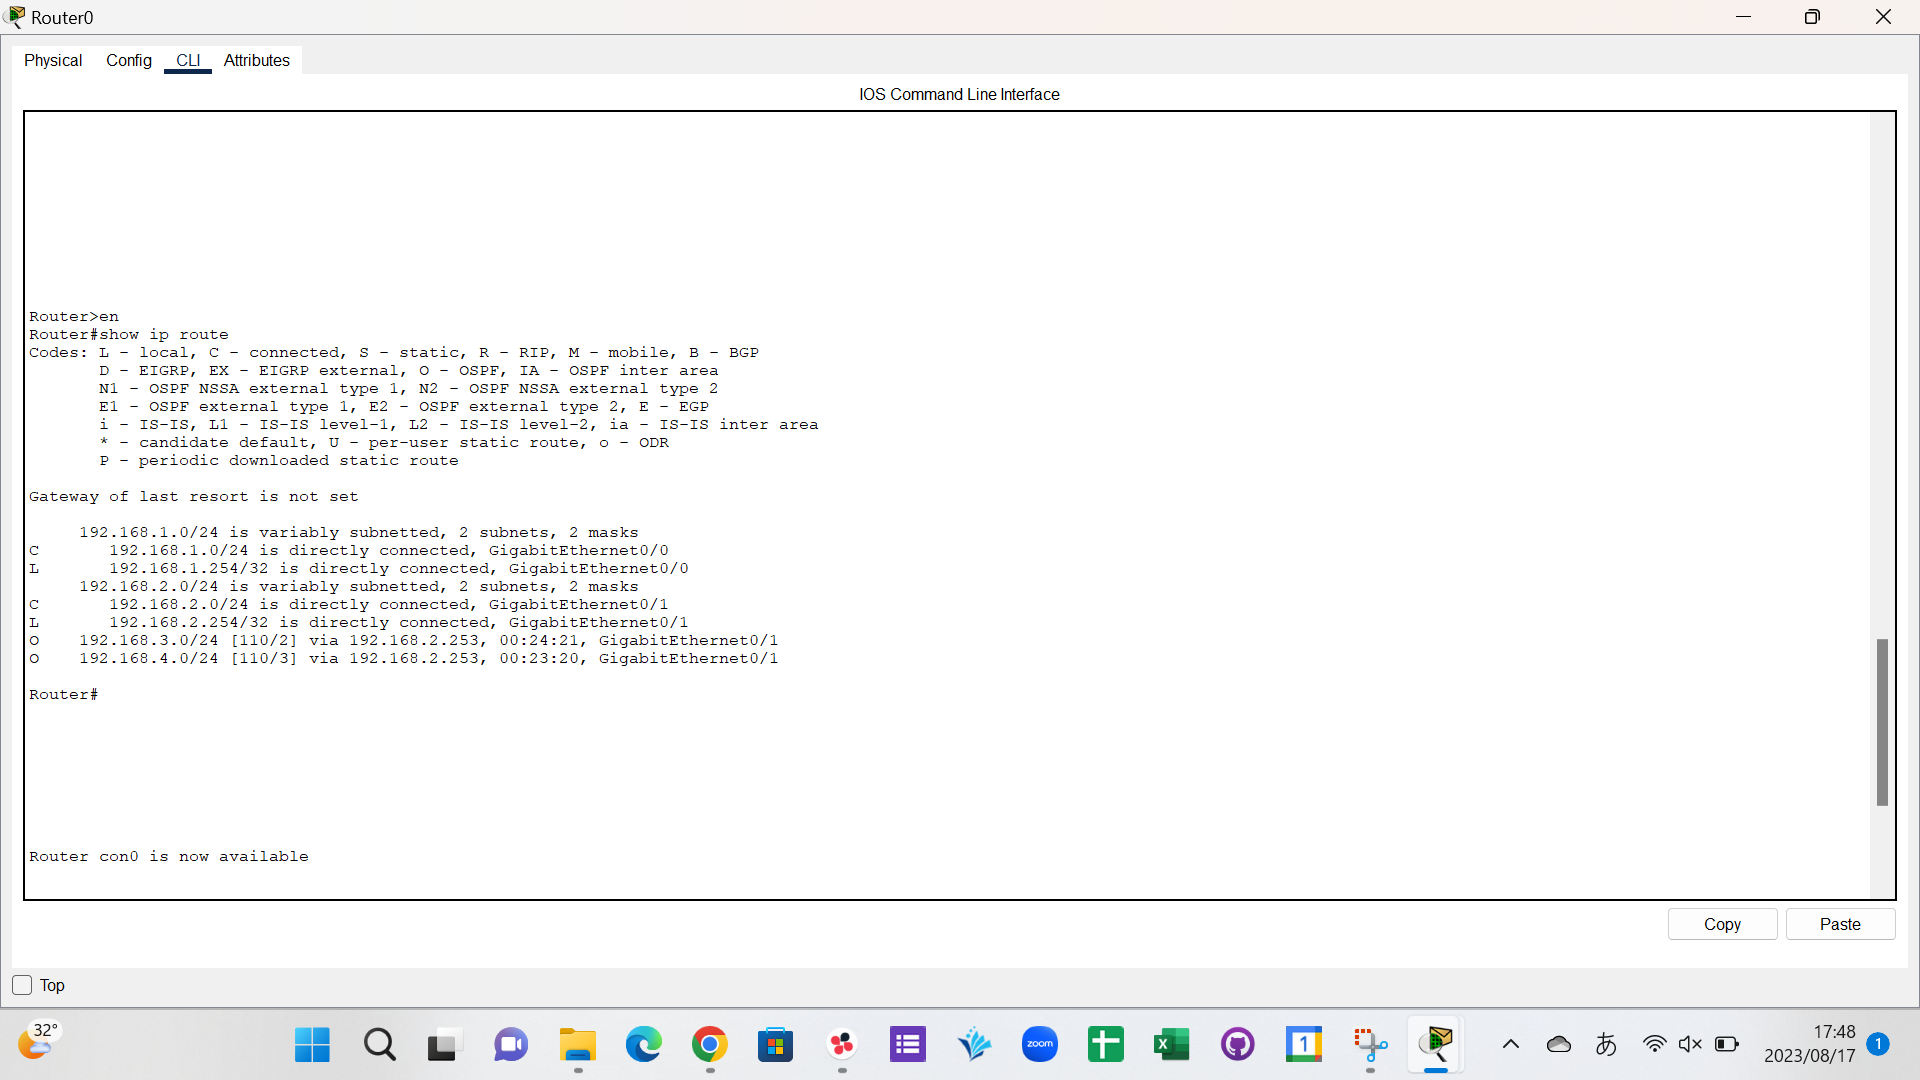 Router0
Physical Config CLI Attributes
IOS Command Line Interface
Router>en
Router#show ip route
Codes: L - local, C - connected, S - static, R - RIP, M - mobile, B - BGP
       D - EIGRP, EX - EIGRP external, O - OSPF, IA - OSPF inter area
       N1 - OSPF NSSA external type 1, N2 - OSPF NSSA external type 2
       E1 - OSPF external type 1, E2 - OSPF external type 2, E - EGP
       i - IS-IS, L1 - IS-IS level-1, L2 - IS-IS level-2, ia - IS-IS inter area
       * - candidate default, U - per-user static route, o - ODR
       P - periodic downloaded static route
Gateway of last resort is not set
     192.168.1.0/24 is variably subnetted, 2 subnets, 2 masks
C       192.168.1.0/24 is directly connected, GigabitEthernet0/0
L       192.168.1.254/32 is directly connected, GigabitEthernet0/0
     192.168.2.0/24 is variably subnetted, 2 subnets, 2 masks
C       192.168.2.0/24 is directly connected, GigabitEthernet0/1
L       192.168.2.254/32 is directly connected, GigabitEthernet0/1
O    192.168.3.0/24 [110/2] via 192.168.2.253, 00:24:21, GigabitEthernet0/1
O    192.168.4.0/24 [110/3] via 192.168.2.253, 00:23:20, GigabitEthernet0/1
Router#
Router con0 is now available
Copy Paste
Top
32°
zoom
X
1
あ
17:48
2023/08/17
1